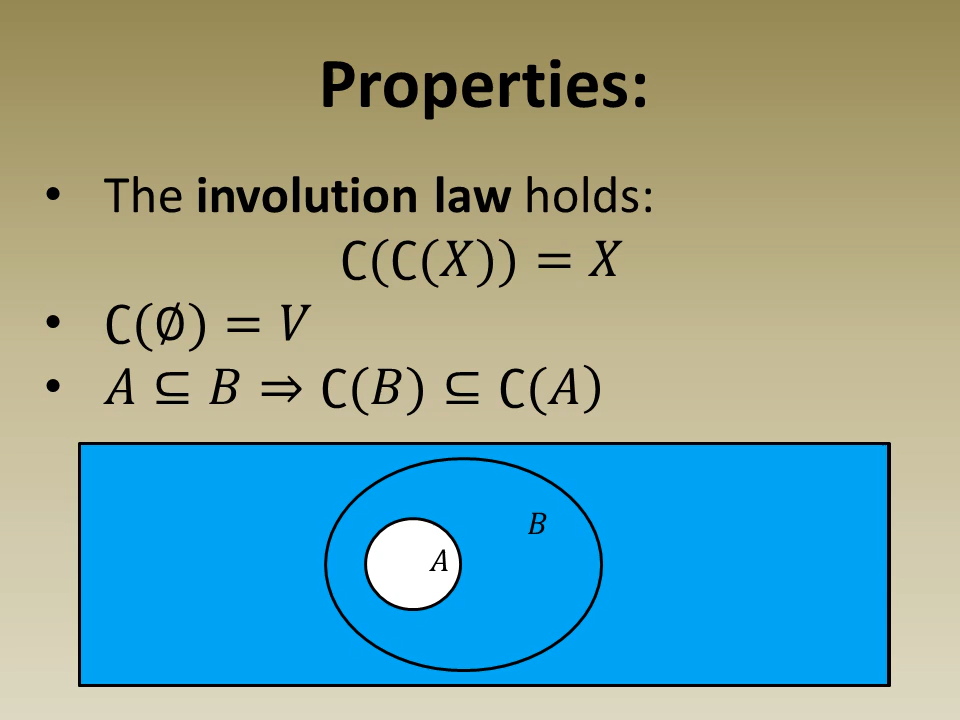 Properties:
• The involution law holds:
∁(∁(𝑋)) = 𝑋
• ∁(∅) = 𝑉
• 𝐴 ⊆ 𝐵 ⇒ ∁(𝐵) ⊆ ∁(𝐴)
𝐵
𝐴